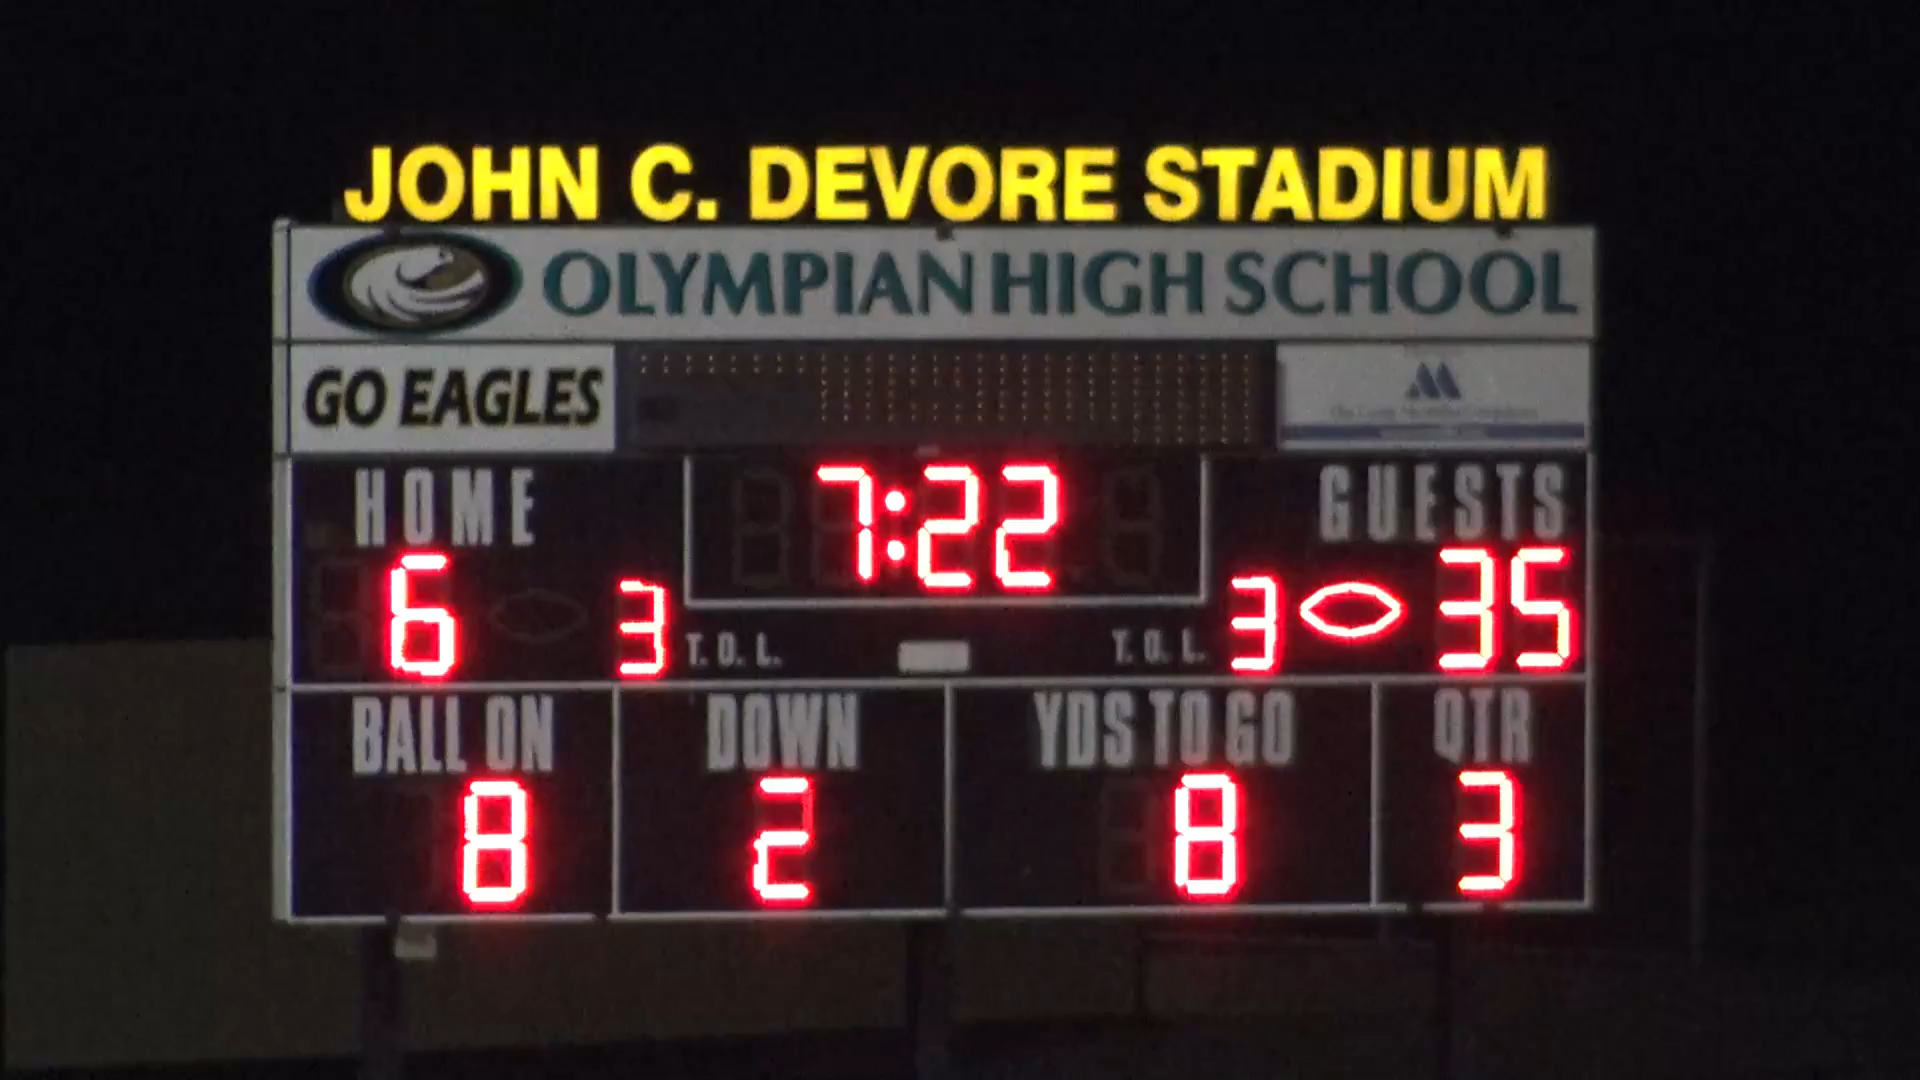 JOHN C. DEVORE STADIUM
OLYMPIAN HIGH SCHOOL
GO EAGLES
HOME 7:22 GUESTS
6 3 T. O. L. T. O. L. 3 35
BALL ON DOWN YDS TO GO QTR
8 2 8 3